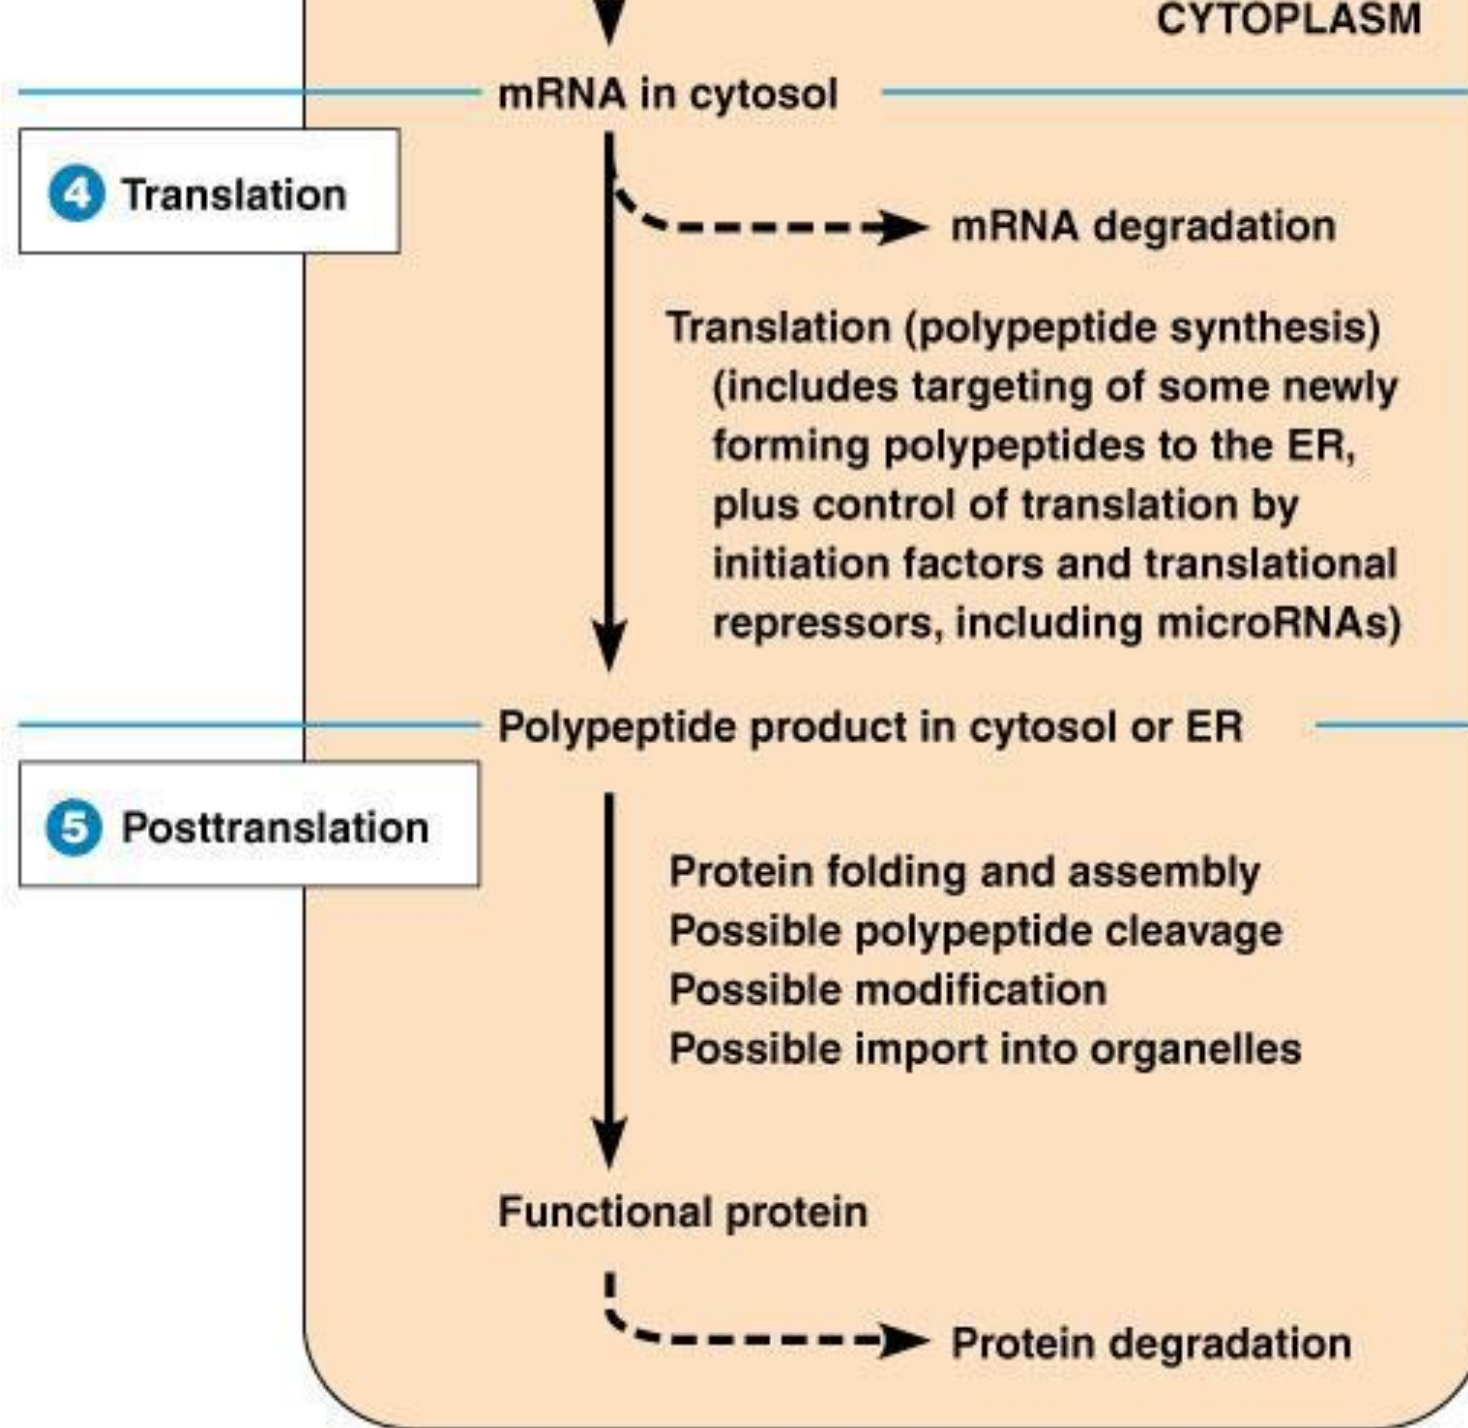 CYTOPLASM
mRNA in cytosol
4 Translation
mRNA degradation
Translation (polypeptide synthesis)
(includes targeting of some newly
forming polypeptides to the ER,
plus control of translation by
initiation factors and translational
repressors, including microRNAs)
Polypeptide product in cytosol or ER
5 Posttranslation
Protein folding and assembly
Possible polypeptide cleavage
Possible modification
Possible import into organelles
Functional protein
Protein degradation